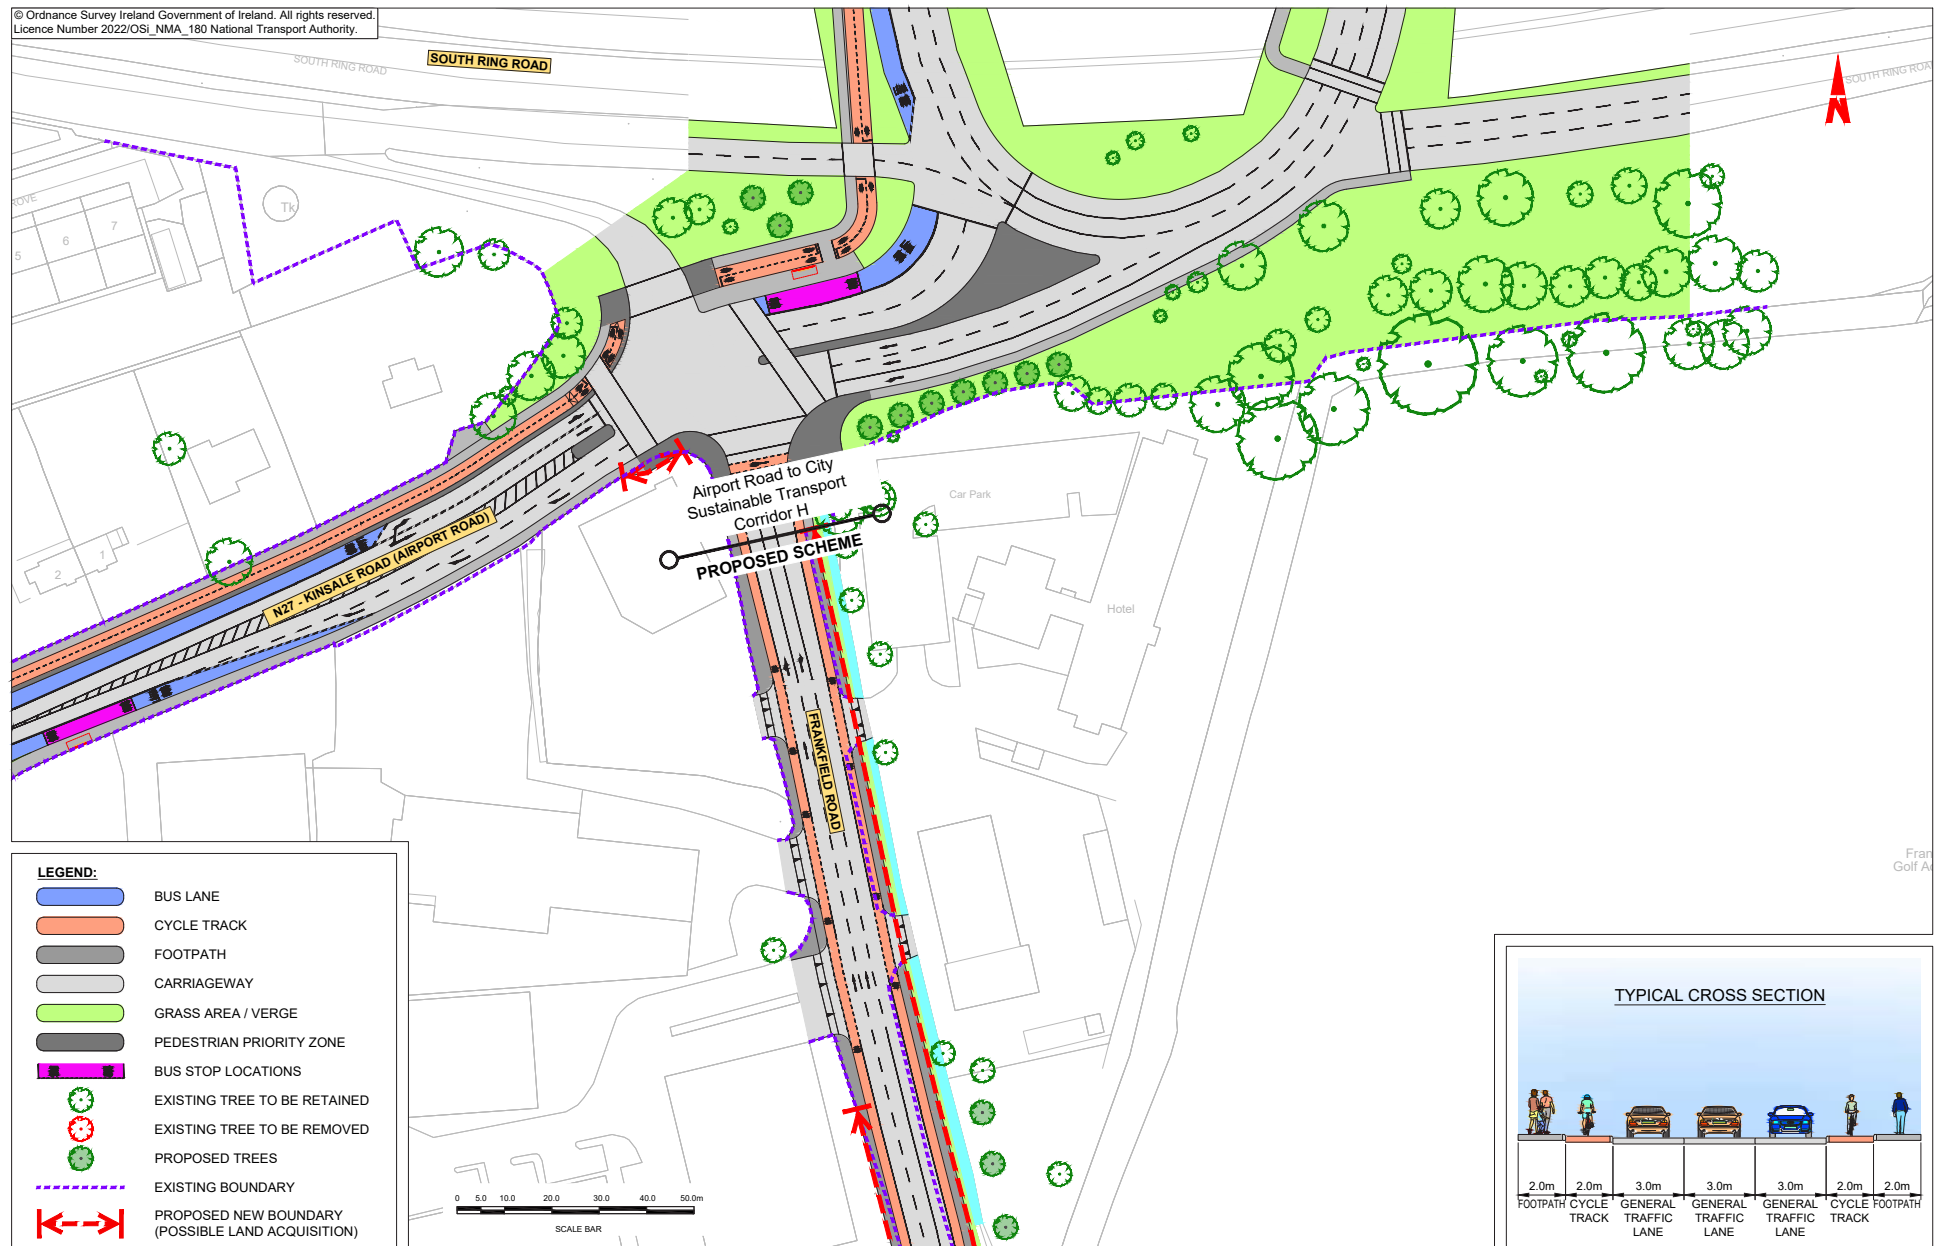 © Ordnance Survey Ireland Government of Ireland. All rights reserved.
Licence Number 2022/OSi_NMA_180 National Transport Authority.
SOUTH RING ROAD
SOUTH RING ROAD
SOUTH RING ROA
N
OVE
5
6
7
Tk
1
2
Airport Road to City
Sustainable Transport
Corridor H
PROPOSED SCHEME
Car Park
Hotel
N27 - KINSALE ROAD (AIRPORT ROAD)
FRANKFIELD ROAD
Fran
Golf A
LEGEND:
BUS LANE
CYCLE TRACK
FOOTPATH
CARRIAGEWAY
GRASS AREA / VERGE
PEDESTRIAN PRIORITY ZONE
BUS STOP LOCATIONS
EXISTING TREE TO BE RETAINED
EXISTING TREE TO BE REMOVED
PROPOSED TREES
EXISTING BOUNDARY
PROPOSED NEW BOUNDARY
(POSSIBLE LAND ACQUISITION)
0 5.0 10.0 20.0 30.0 40.0 50.0m
SCALE BAR
TYPICAL CROSS SECTION
2.0m 2.0m 3.0m 3.0m 3.0m 2.0m 2.0m
FOOTPATH CYCLE GENERAL GENERAL GENERAL CYCLE FOOTPATH
TRACK TRAFFIC TRAFFIC TRAFFIC TRACK
LANE LANE LANE